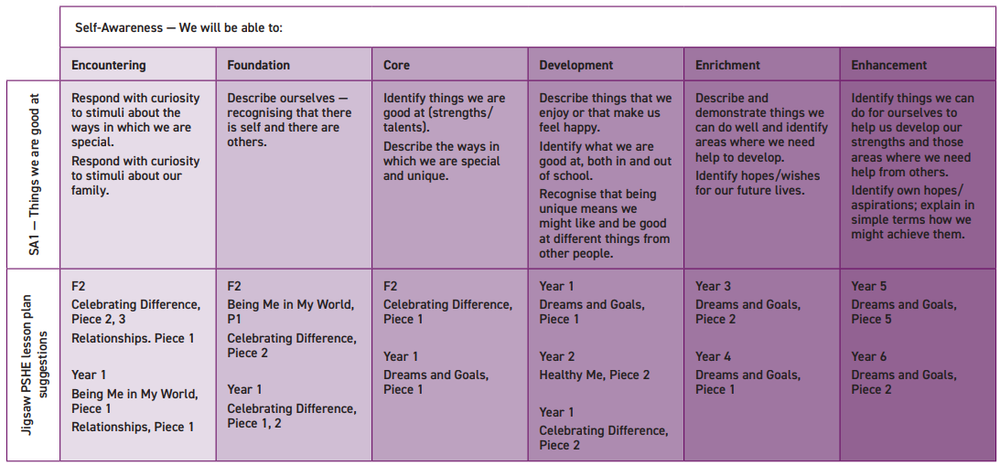 Self-Awareness — We will be able to:
Encountering
Foundation
Core
Development
Enrichment
Enhancement
SA1 — Things we are good at
Respond with curiosity
to stimuli about the
ways in which we are
special.
Respond with curiosity
to stimuli about our
family.
Describe ourselves —
recognising that there
is self and there are
others.
Identify things we are
good at (strengths/
talents).
Describe the ways in
which we are special
and unique.
Describe things that we
enjoy or that make us
feel happy.
Identify what we are
good at, both in and out
of school.
Recognise that being
unique means we
might like and be good
at different things from
other people.
Describe and
demonstrate things we
can do well and identify
areas where we need
help to develop.
Identify hopes/wishes
for our future lives.
Identify things we can
do for ourselves to
help us develop our
strengths and those
areas where we need
help from others.
Identify own hopes/
aspirations; explain in
simple terms how we
might achieve them.
Jigsaw PSHE lesson plan
suggestions
F2
Celebrating Difference,
Piece 2, 3
Relationships. Piece 1
Year 1
Being Me in My World,
Piece 1
Relationships, Piece 1
F2
Being Me in My World,
P1
Celebrating Difference,
Piece 2
Year 1
Celebrating Difference,
Piece 1, 2
F2
Celebrating Difference,
Piece 1
Year 1
Dreams and Goals,
Piece 1
Year 1
Dreams and Goals,
Piece 1
Year 2
Healthy Me, Piece 2
Year 1
Celebrating Difference,
Piece 2
Year 3
Dreams and Goals,
Piece 2
Year 4
Dreams and Goals,
Piece 1
Year 5
Dreams and Goals,
Piece 5
Year 6
Dreams and Goals,
Piece 2